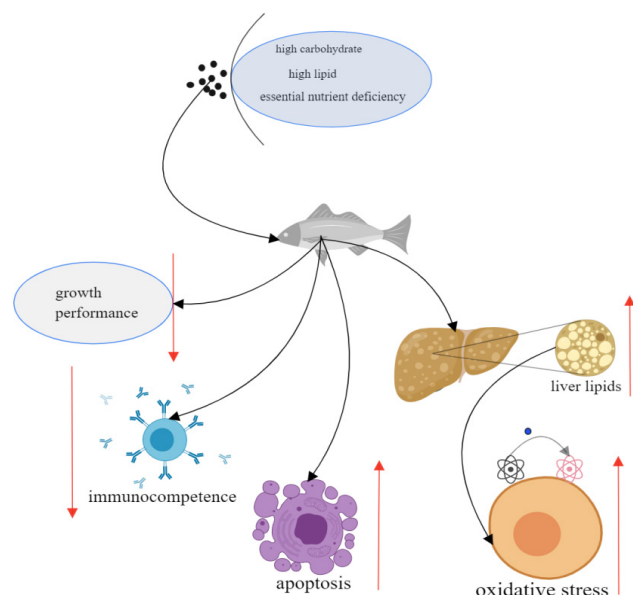 high carbohydrate
high lipid
essential nutrient deficiency
growth
performance
liver lipids
immunocompetence
apoptosis
oxidative stress